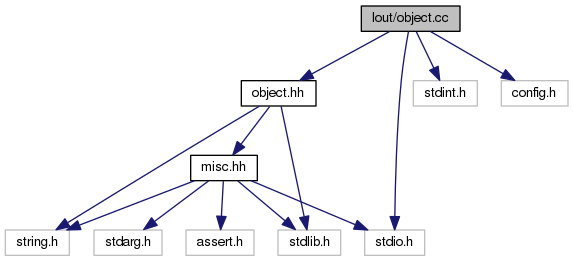 lout/object.cc
object.hh
stdint.h
config.h
misc.hh
string.h
stdarg.h
assert.h
stdlib.h
stdio.h